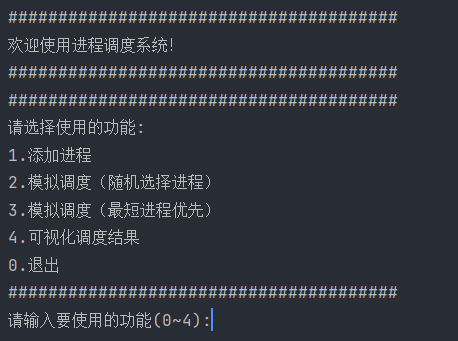 #######################################
欢迎使用进程调度系统!
#######################################
#######################################
请选择使用的功能:
1.添加进程
2.模拟调度（随机选择进程）
3.模拟调度（最短进程优先）
4.可视化调度结果
0.退出
#######################################
请输入要使用的功能(0~4):